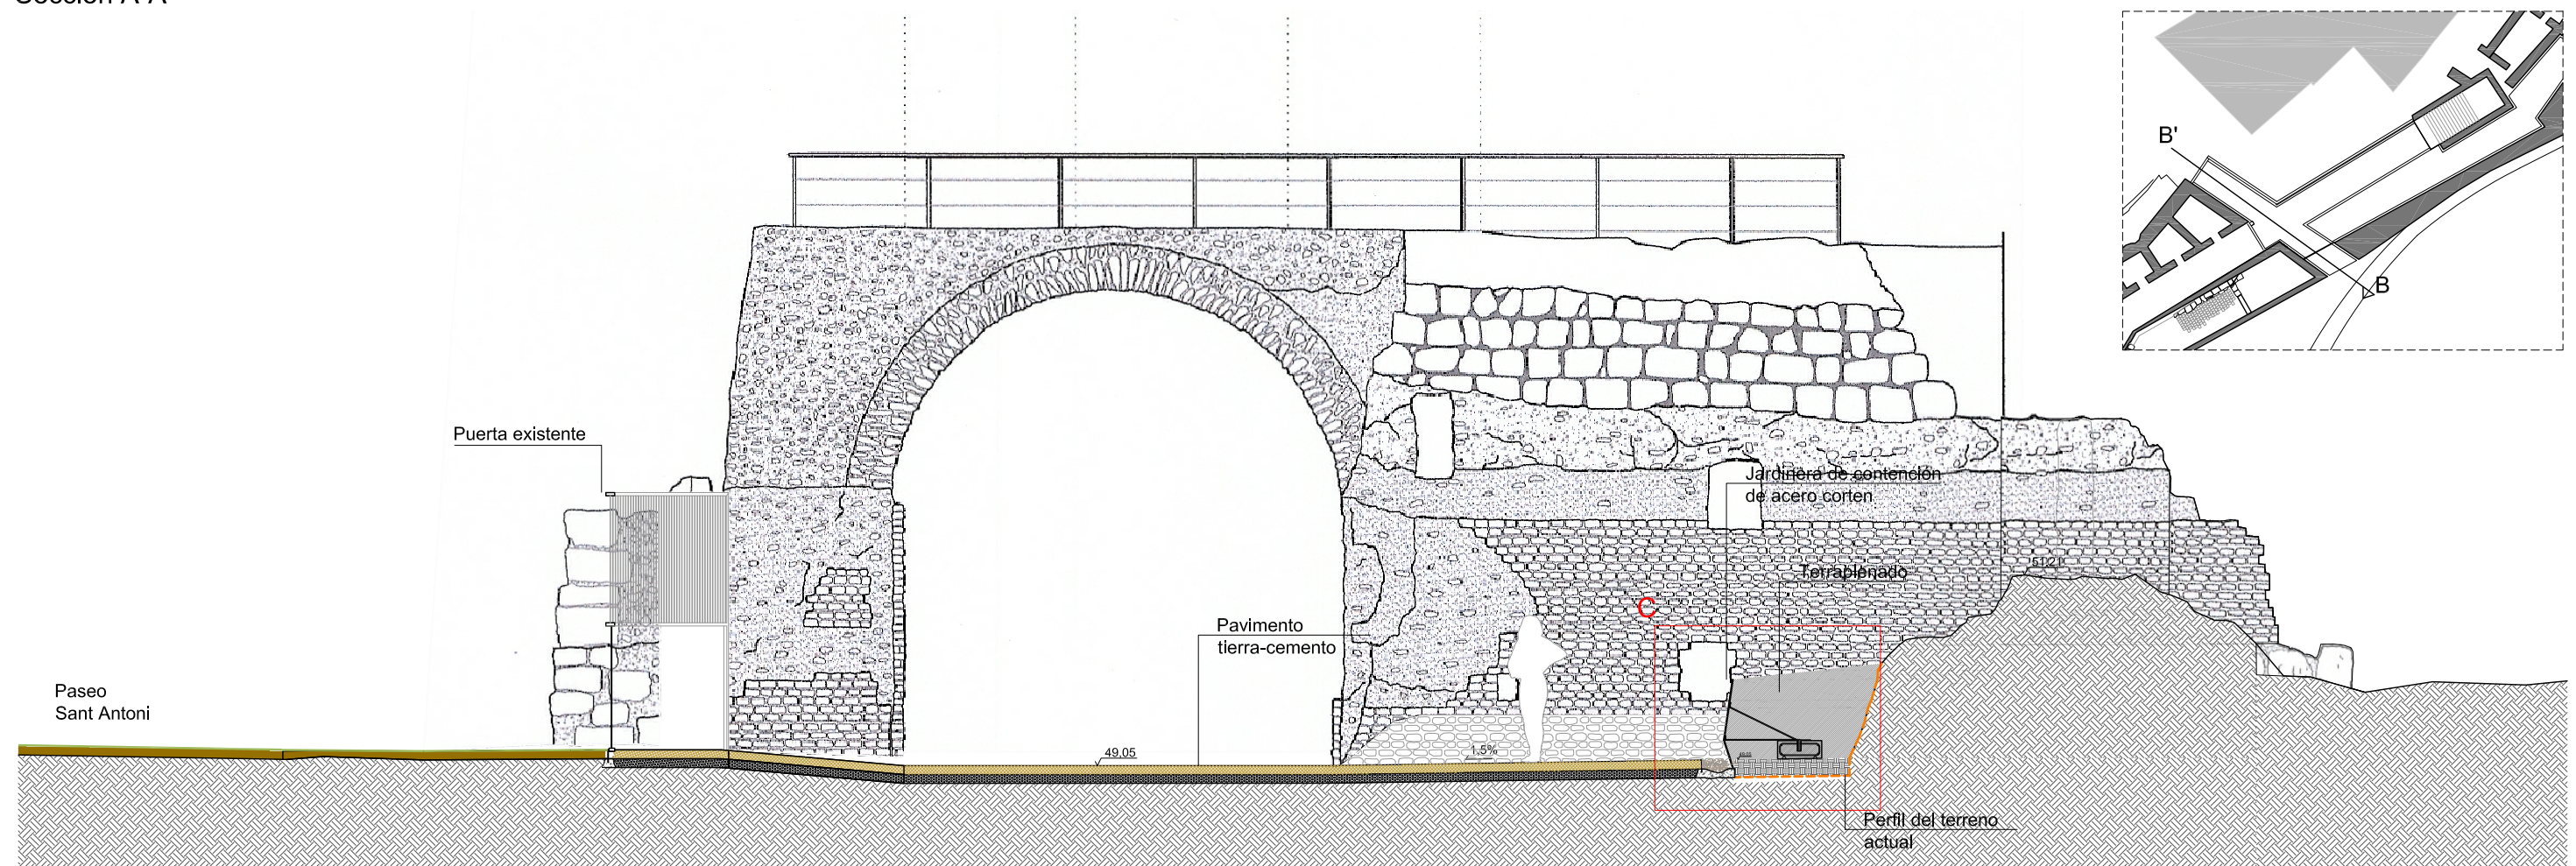 Sección A-A'
B'
B
Puerta existente
Jardinera de contención
de acero corten
Terraplenado
51,21
C
Pavimento
tierra-cemento
Paseo
Sant Antoni
49,05
1.5%
Perfil del terreno
actual